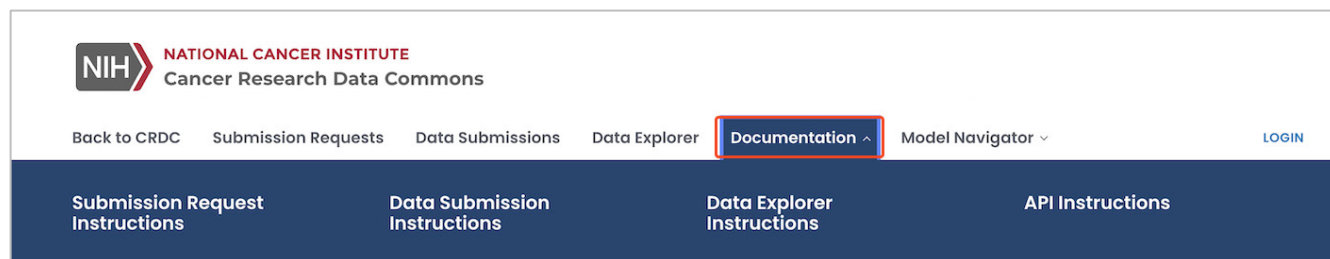 NIH
NATIONAL CANCER INSTITUTE
Cancer Research Data Commons
Back to CRDC Submission Requests Data Submissions Data Explorer Documentation Model Navigator LOGIN
Submission Request Instructions
Data Submission Instructions
Data Explorer Instructions
API Instructions